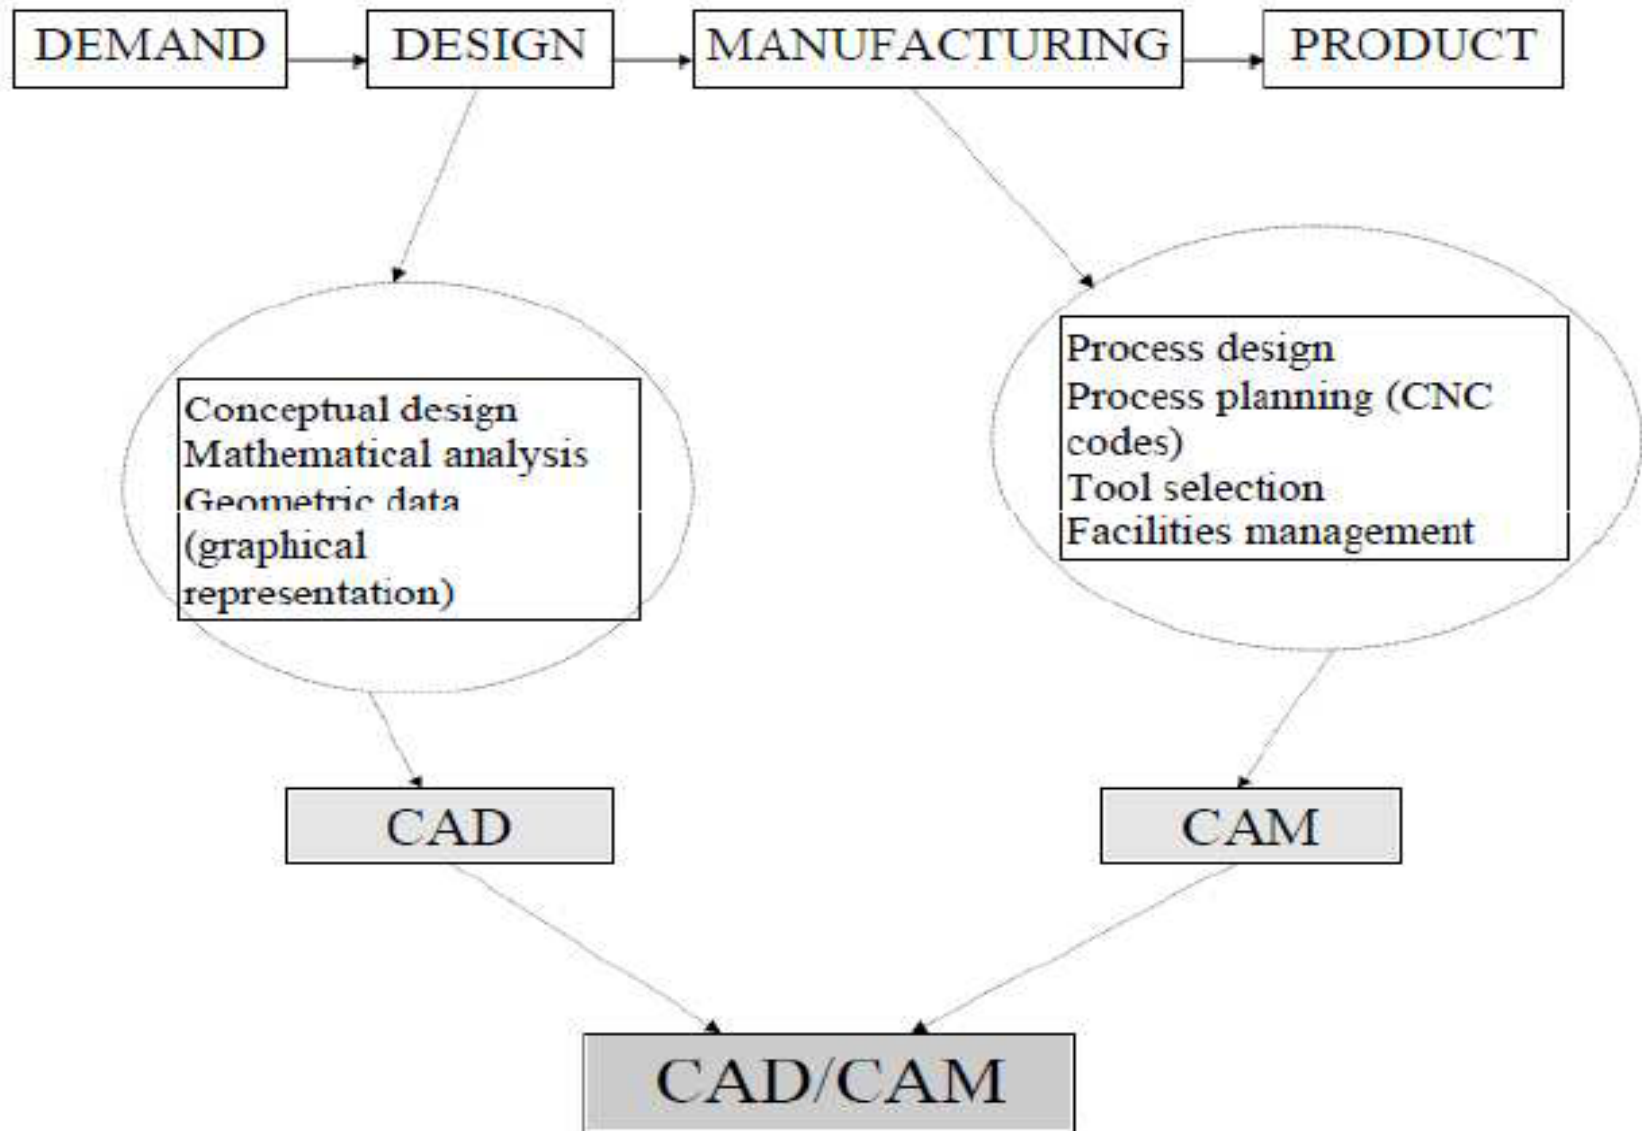 DEMAND
DESIGN
MANUFACTURING
PRODUCT
Conceptual design
Mathematical analysis
Geometric data
(graphical
representation)
Process design
Process planning (CNC
codes)
Tool selection
Facilities management
CAD
CAM
CAD/CAM